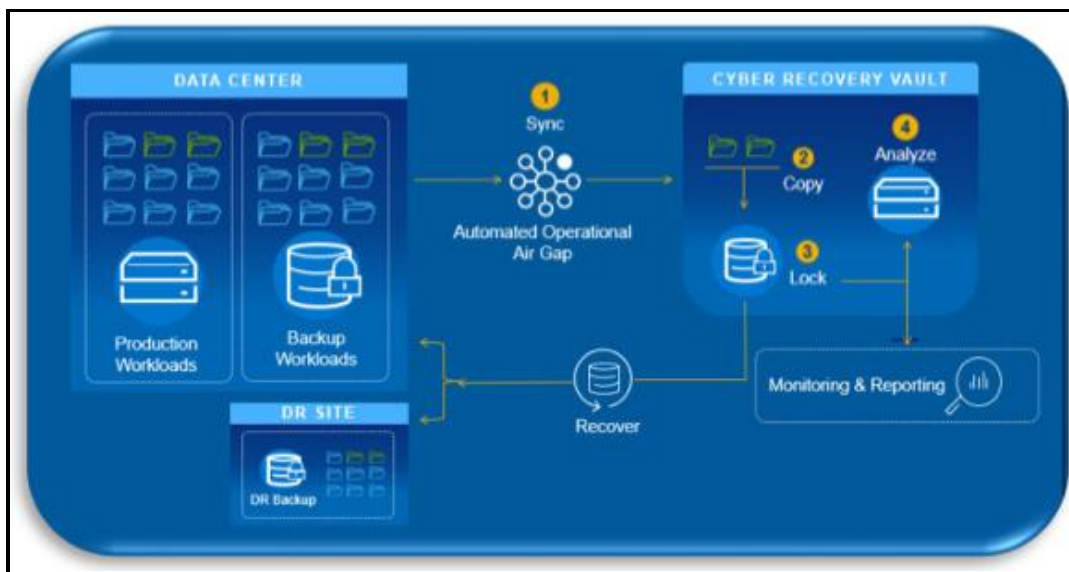 DATA CENTER
Production
Workloads
Backup
Workloads
1
Sync
Automated Operational
Air Gap
CYBER RECOVERY VAULT
2
Copy
3
Lock
4
Analyze
Monitoring & Reporting
Recover
DR SITE
DR Backup